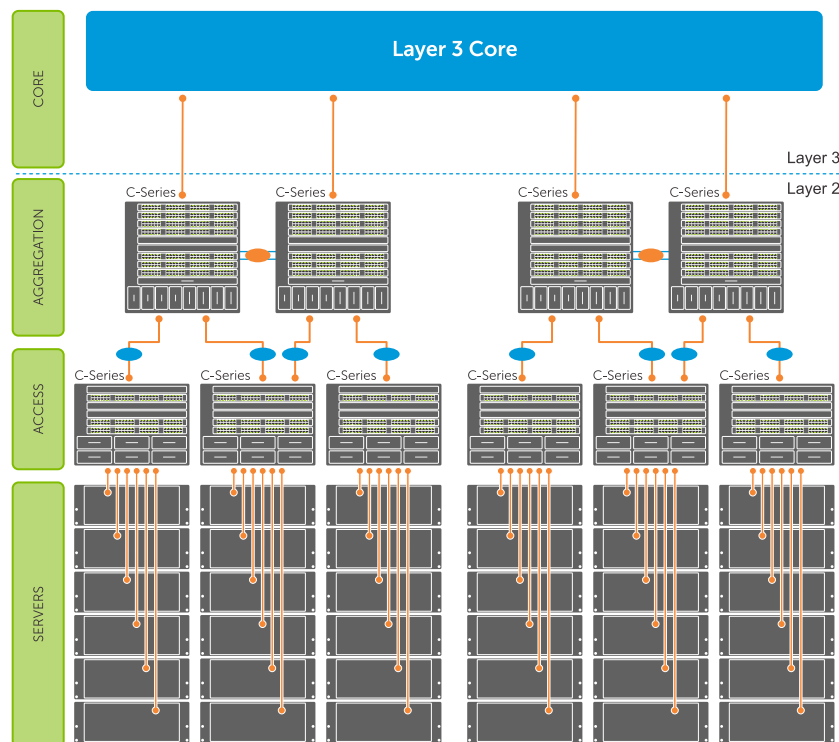 CORE
Layer 3 Core
Layer 3
Layer 2
AGGREGATION
C-Series
C-Series
C-Series
C-Series
ACCESS
C-Series
C-Series
C-Series
C-Series
C-Series
C-Series
SERVERS